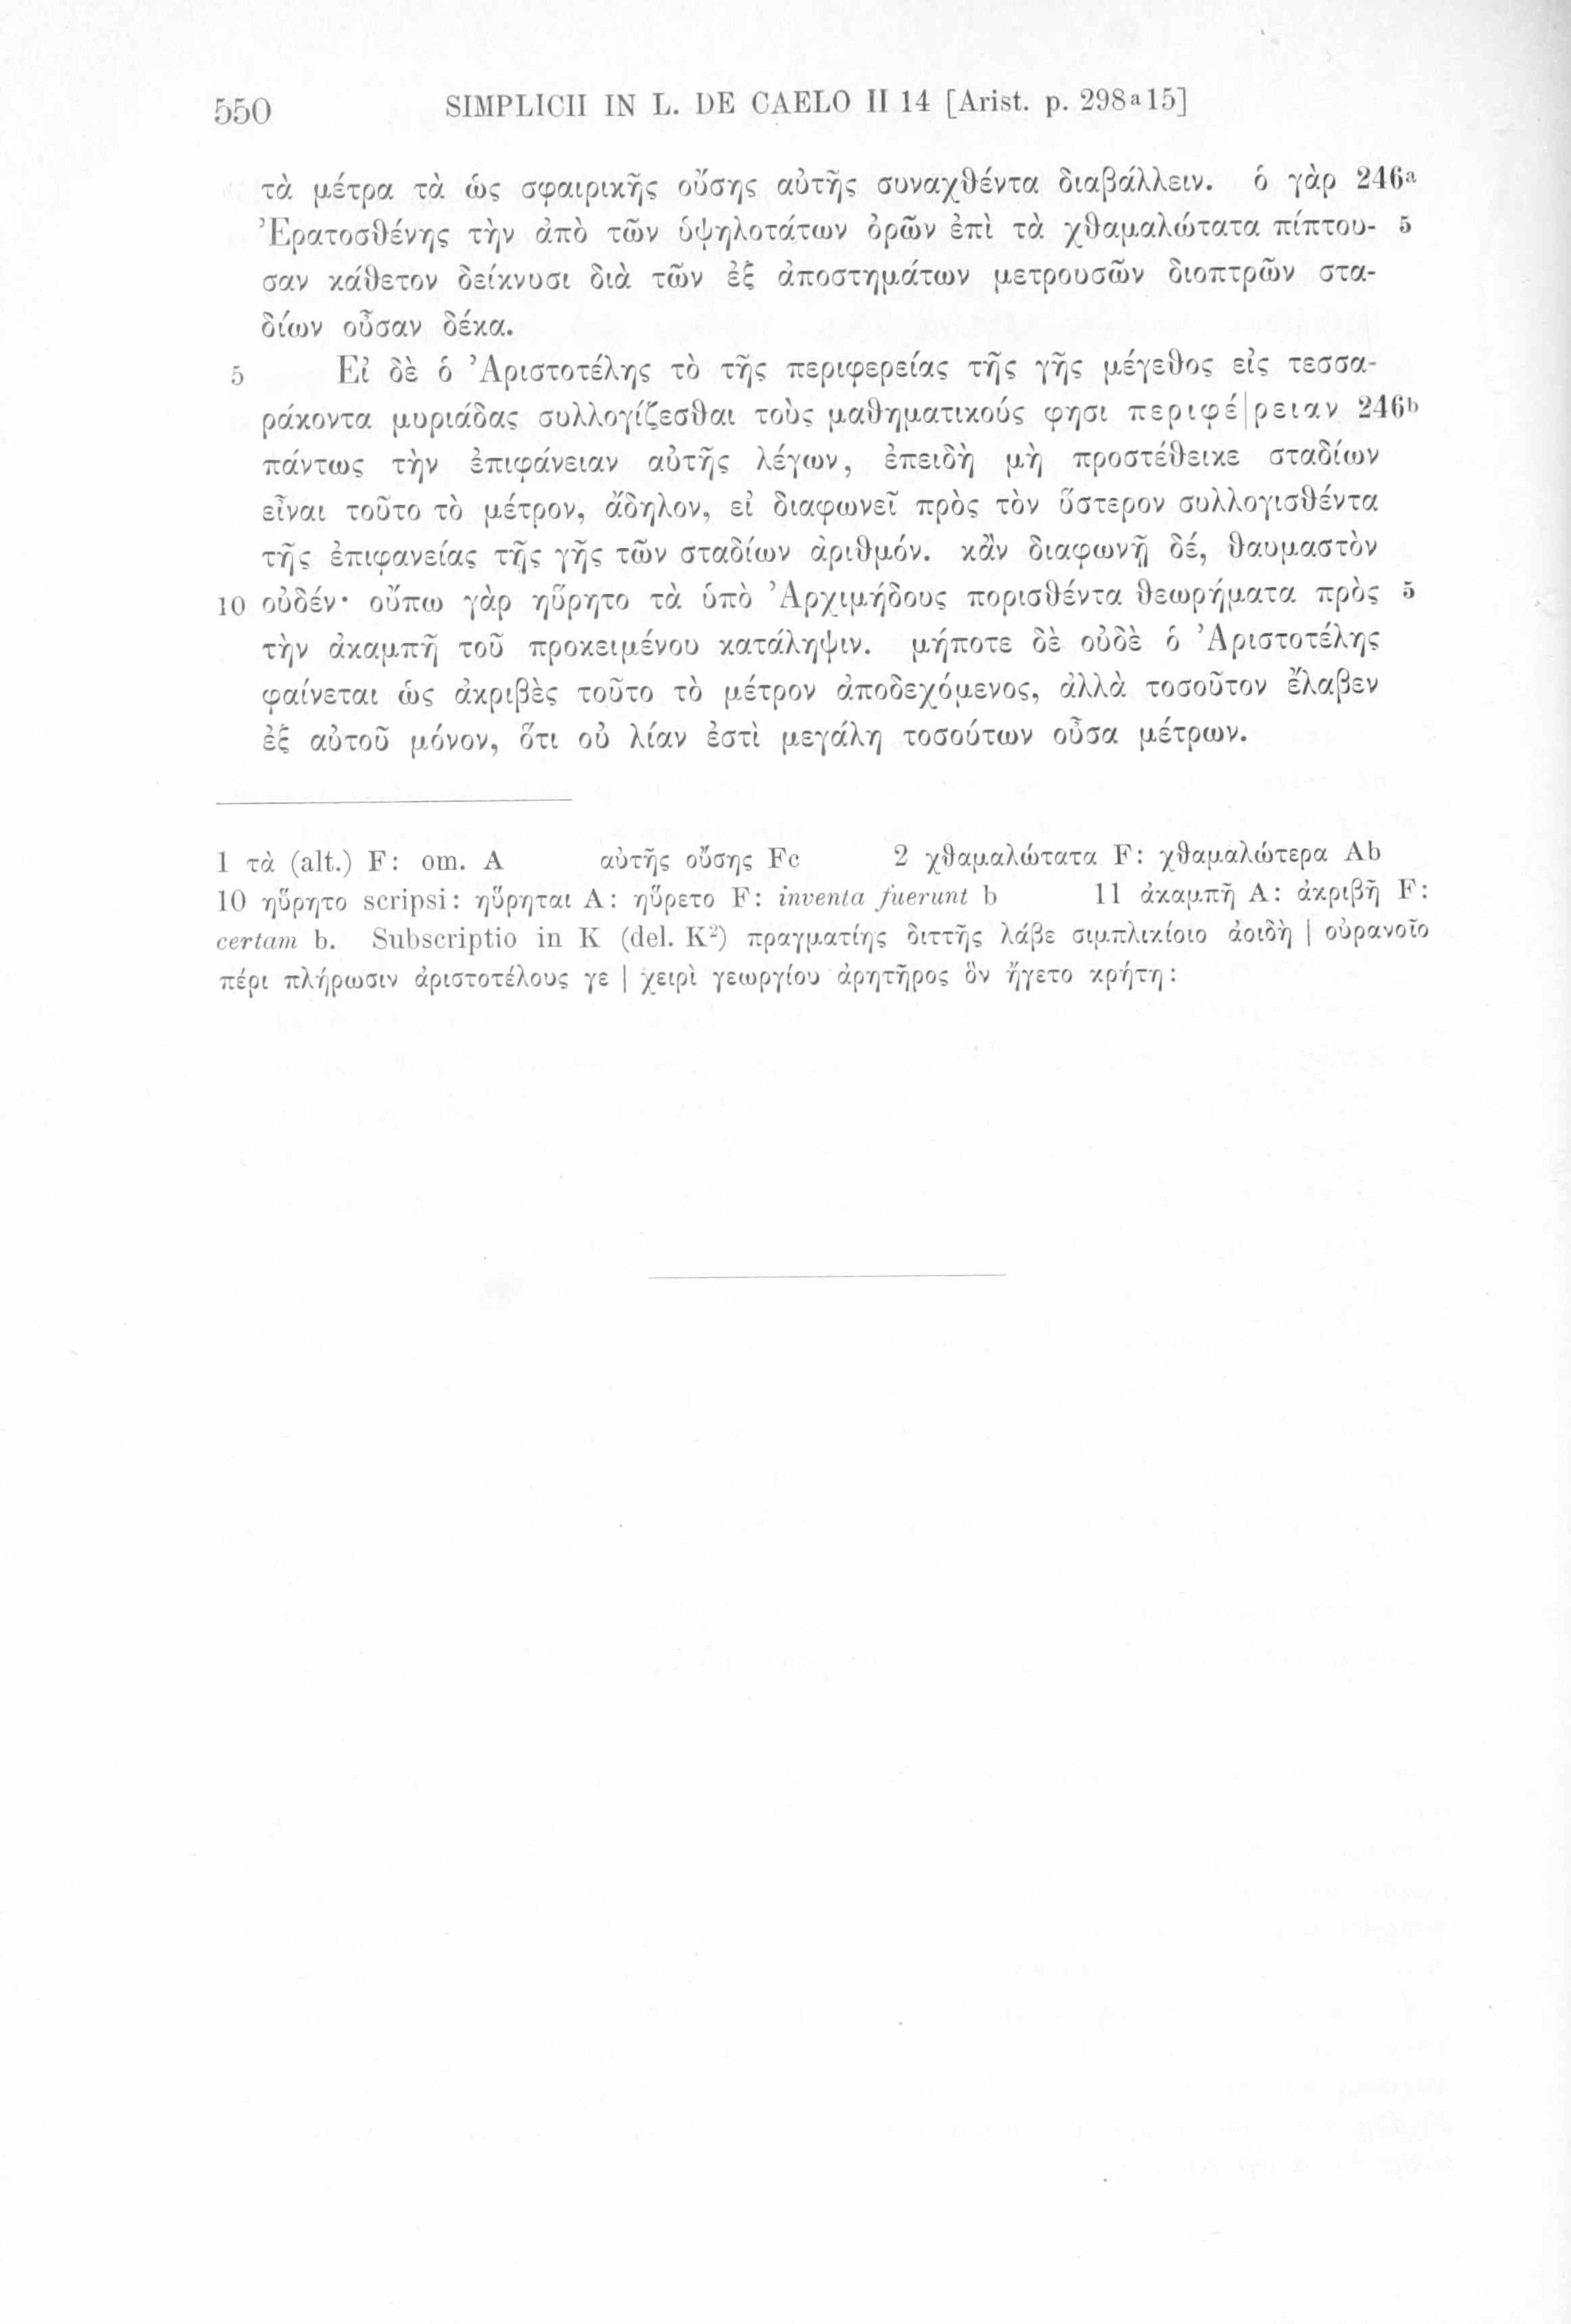 550 SIMPLICII IN L. DE CAELO II 14 [Arist. p. 298a15]
τὰ μέτρα τὰ ὡς σφαιρικῆς οὔσης αὐτῆς συναχθέντα διαβάλλειν. ὁ γὰρ 246a
Ἐρατοσθένης τὴν ἀπὸ τῶν ὑψηλοτάτων ὀρῶν ἐπὶ τὰ χθαμαλώτατα πίπτου- 5
σαν κάθετον δείκνυσι διὰ τῶν ἐξ ἀποστημάτων μετρουσῶν διοπτρῶν στα-
δίων οὖσαν δέκα.
5 Εἰ δὲ ὁ Ἀριστοτέλης τὸ τῆς περιφερείας τῆς γῆς μέγεθος εἰς τεσσα-
ράκοντα μυριάδας συλλογίζεσθαι τοὺς μαθηματικούς φησι περιφέ|ρειαν 246b
πάντως τὴν ἐπιφάνειαν αὐτῆς λέγων, ἐπειδὴ μὴ προστέθεικε σταδίων
εἶναι τοῦτο τὸ μέτρον, ἄδηλον, εἰ διαφωνεῖ πρὸς τὸν ὕστερον συλλογισθέντα
τῆς ἐπιφανείας τῆς γῆς τῶν σταδίων ἀριθμόν. κἂν διαφωνῇ δέ, θαυμαστὸν
10 οὐδέν· οὔπω γὰρ ηὕρητο τὰ ὑπὸ Ἀρχιμήδους πορισθέντα θεωρήματα πρὸς 5
τὴν ἀκαμπῆ τοῦ προκειμένου κατάληψιν. μήποτε δὲ οὐδὲ ὁ Ἀριστοτέλης
φαίνεται ὡς ἀκριβὲς τοῦτο τὸ μέτρον ἀποδεχόμενος, ἀλλὰ τοσοῦτον ἔλαβεν
ἐξ αὐτοῦ μόνον, ὅτι οὐ λίαν ἐστὶ μεγάλη τοσούτων οὖσα μέτρων.
1 τὰ (alt.) F: om. A αὐτῆς οὔσης Fc 2 χθαμαλώτατα F: χθαμαλώτερα Ab
10 ηὕρητο scripsi: ηὕρηται A: ηὕρετο F: inventa fuerunt b 11 ἀκαμπῆ A: ἀκριβῆ F:
certam b. Subscriptio in K (del. K²) πραγματίης διττῆς λάβε σιμπλικίοιο ἀοιδὴ | οὐρανοῖο
πέρι πλήρωσιν ἀριστοτέλους γε | χειρὶ γεωργίου ἀρητῆρος ὃν ἤγετο κρήτη: